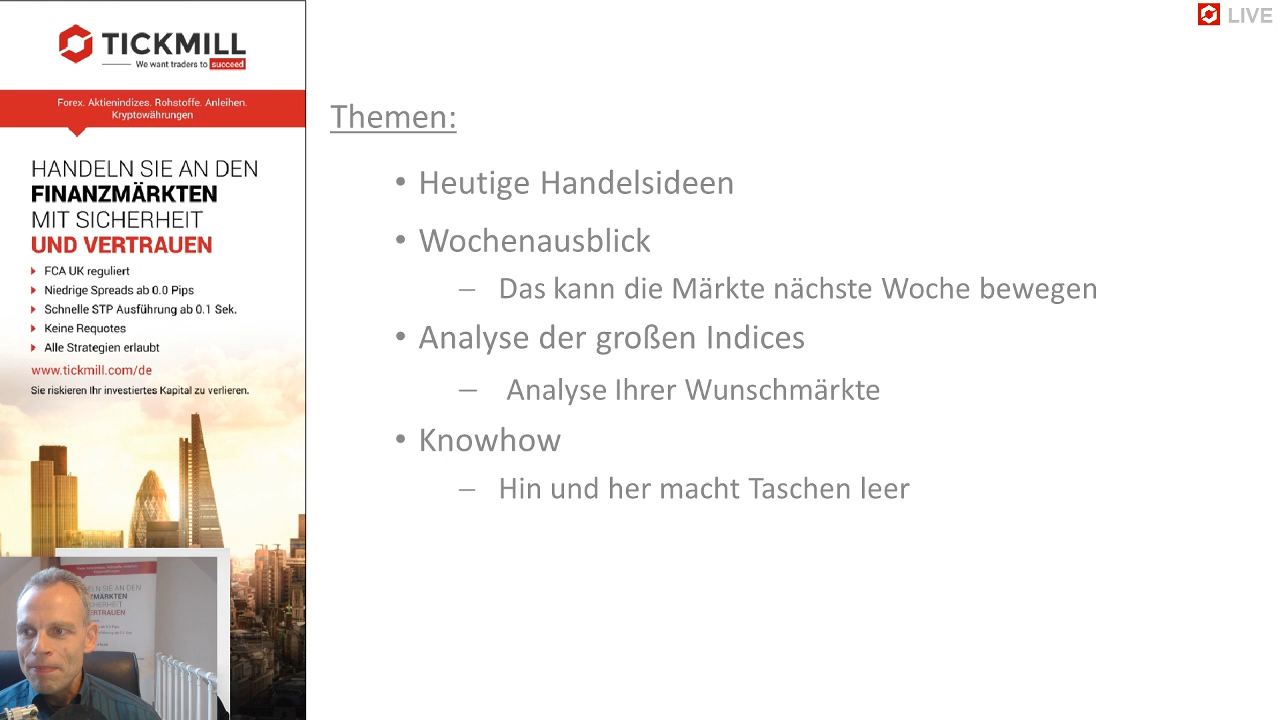 TICKMILL
We want traders to succeed
Forex. Aktienindizes. Rohstoffe. Anleihen.
Kryptowährungen
HANDELN SIE AN DEN
FINANZMÄRKTEN
MIT SICHERHEIT
UND VERTRAUEN
FCA UK reguliert
Niedrige Spreads ab 0.0 Pips
Schnelle STP Ausführung ab 0.1 Sek.
Keine Requotes
Alle Strategien erlaubt
www.tickmill.com/de
Sie riskieren Ihr investiertes Kapital zu verlieren.
LIVE
Themen:
• Heutige Handelsideen
• Wochenausblick
– Das kann die Märkte nächste Woche bewegen
• Analyse der großen Indices
– Analyse Ihrer Wunschmärkte
• Knowhow
– Hin und her macht Taschen leer